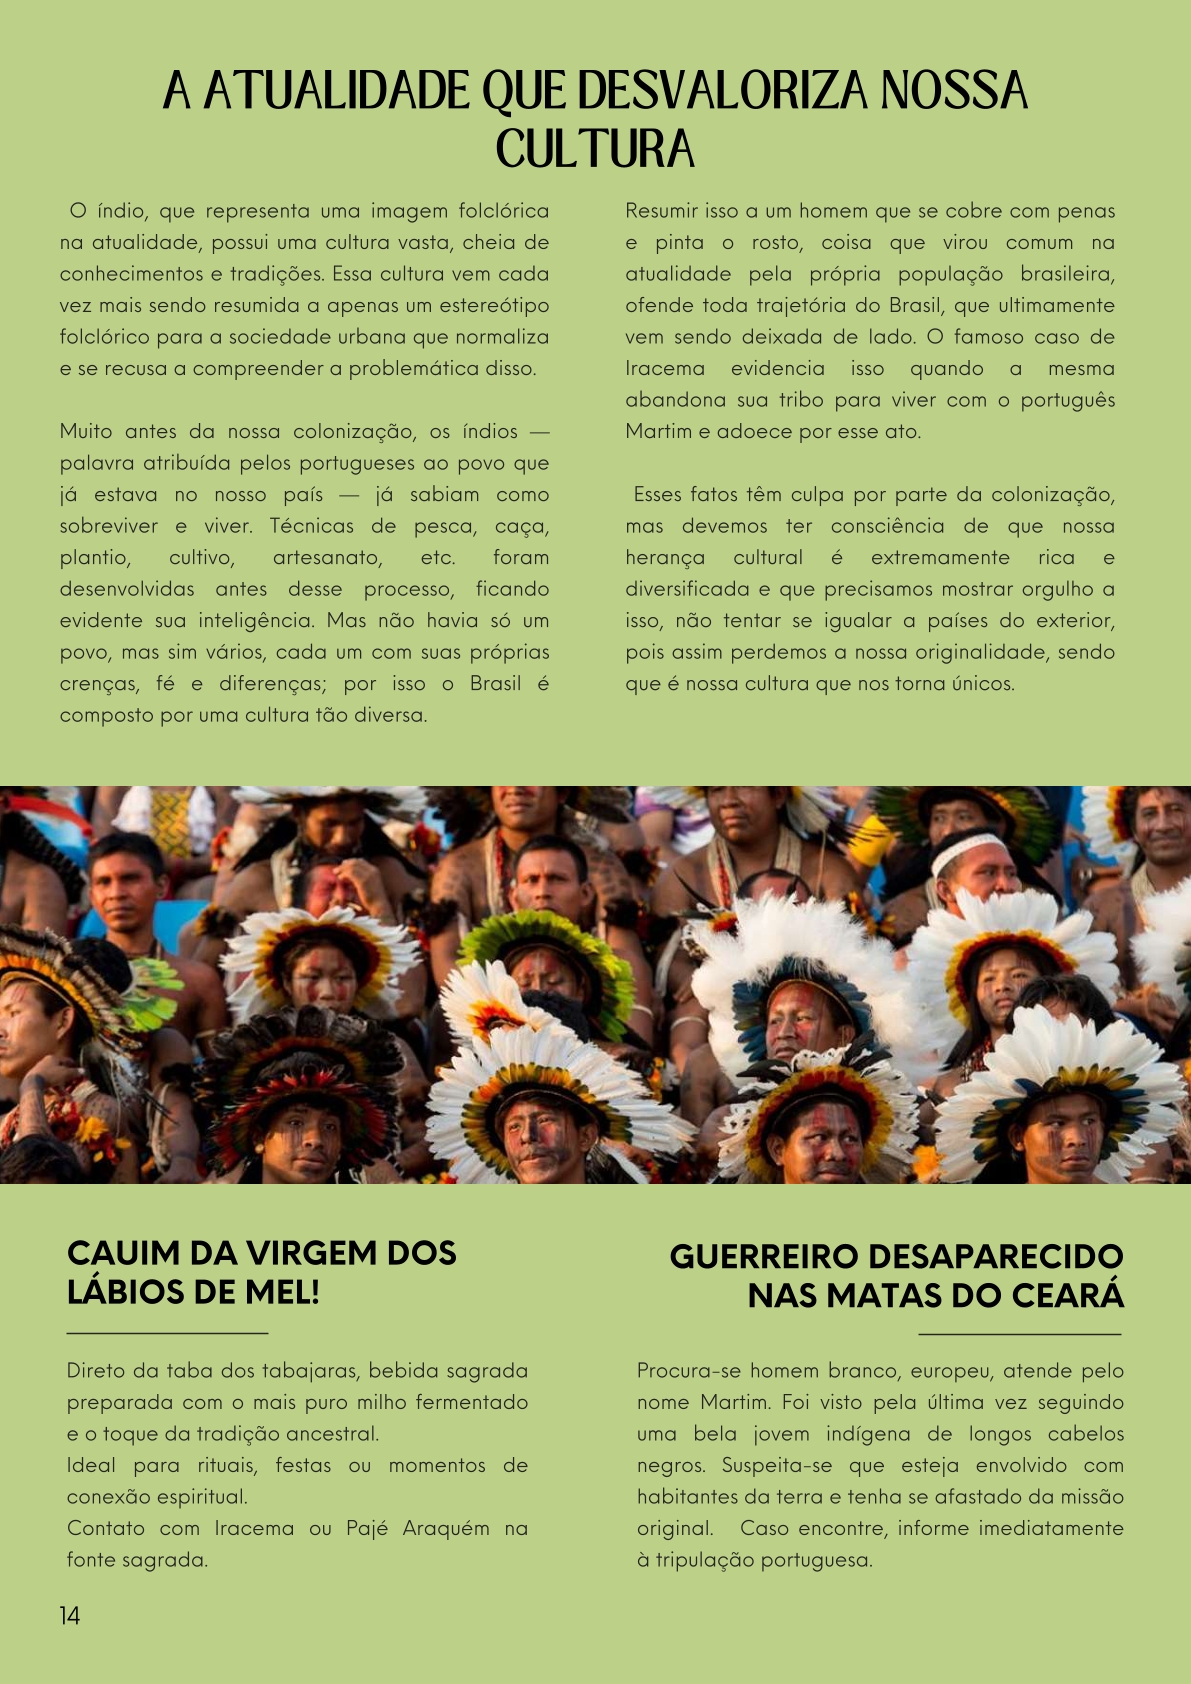 A ATUALIDADE QUE DESVALORIZA NOSSA
CULTURA
O índio, que representa uma imagem folclórica
na atualidade, possui uma cultura vasta, cheia de
conhecimentos e tradições. Essa cultura vem cada
vez mais sendo resumida a apenas um estereótipo
folclórico para a sociedade urbana que normaliza
e se recusa a compreender a problemática disso.
Muito antes da nossa colonização, os índios —
palavra atribuída pelos portugueses ao povo que
já estava no nosso país — já sabiam como
sobreviver e viver. Técnicas de pesca, caça,
plantio, cultivo, artesanato, etc. foram
desenvolvidas antes desse processo, ficando
evidente sua inteligência. Mas não havia só um
povo, mas sim vários, cada um com suas próprias
crenças, fé e diferenças; por isso o Brasil é
composto por uma cultura tão diversa.
Resumir isso a um homem que se cobre com penas
e pinta o rosto, coisa que virou comum na
atualidade pela própria população brasileira,
ofende toda trajetória do Brasil, que ultimamente
vem sendo deixada de lado. O famoso caso de
Iracema evidencia isso quando a mesma
abandona sua tribo para viver com o português
Martim e adoece por esse ato.
Esses fatos têm culpa por parte da colonização,
mas devemos ter consciência de que nossa
herança cultural é extremamente rica e
diversificada e que precisamos mostrar orgulho a
isso, não tentar se igualar a países do exterior,
pois assim perdemos a nossa originalidade, sendo
que é nossa cultura que nos torna únicos.
CAUIM DA VIRGEM DOS
LÁBIOS DE MEL!
Direto da taba dos tabajaras, bebida sagrada
preparada com o mais puro milho fermentado
e o toque da tradição ancestral.
Ideal para rituais, festas ou momentos de
conexão espiritual.
Contato com Iracema ou Pajé Araquém na
fonte sagrada.
GUERREIRO DESAPARECIDO
NAS MATAS DO CEARÁ
Procura-se homem branco, europeu, atende pelo
nome Martim. Foi visto pela última vez seguindo
uma bela jovem indígena de longos cabelos
negros. Suspeita-se que esteja envolvido com
habitantes da terra e tenha se afastado da missão
original. Caso encontre, informe imediatamente
à tripulação portuguesa.
14